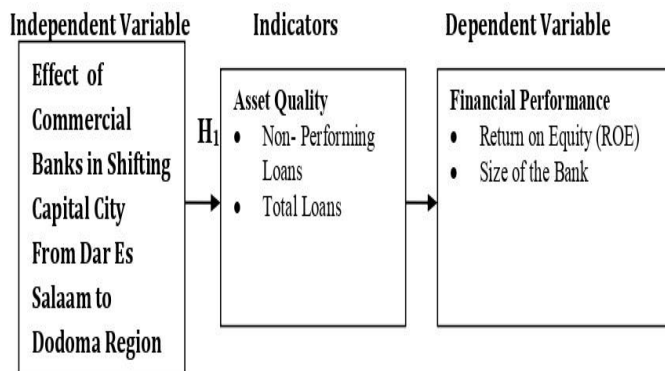 Independent Variable
Effect of
Commercial
Banks in Shifting
Capital City
From Dar Es
Salaam to
Dodoma Region
H1
Indicators
Asset Quality
• Non- Performing
Loans
• Total Loans
Dependent Variable
Financial Performance
• Return on Equity (ROE)
• Size of the Bank